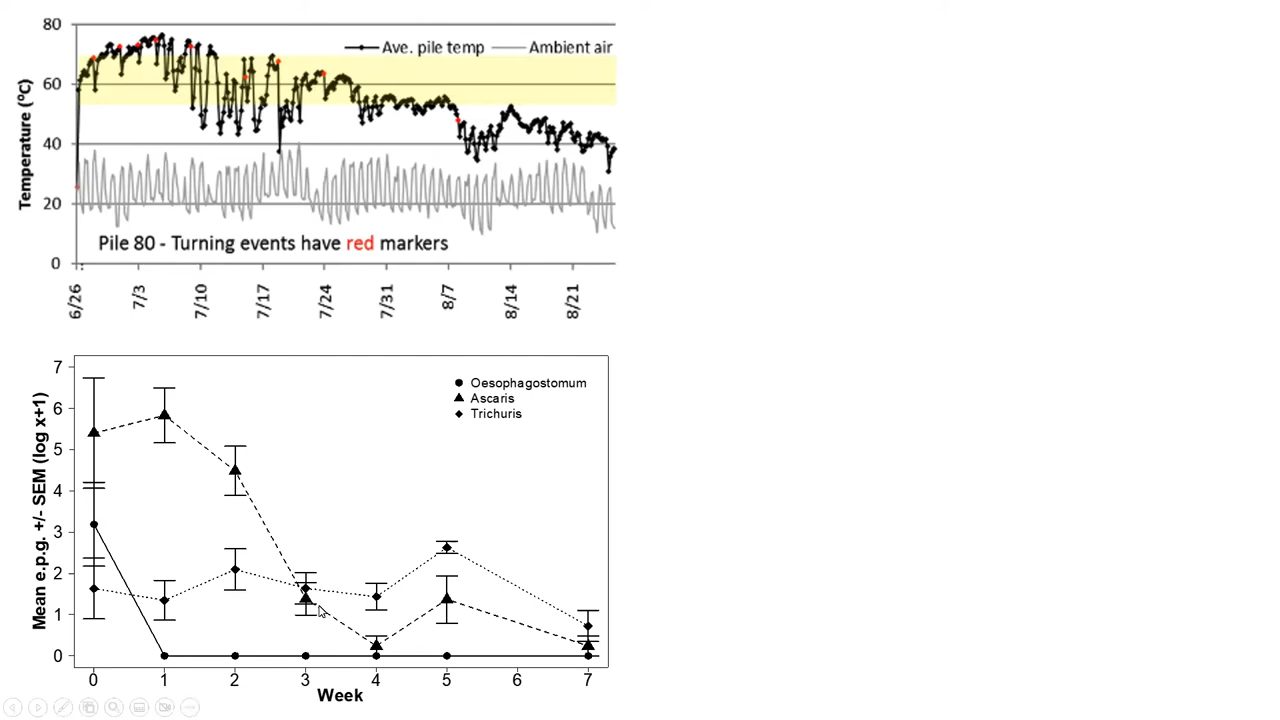 80
60
40
20
0
Temperature (ºC)
Ave. pile temp
Ambient air
Pile 80 - Turning events have red markers
6/26
7/3
7/10
7/17
7/24
7/31
8/7
8/14
8/21
7
6
5
4
3
2
1
0
Mean e.p.g. +/- SEM (log x+1)
Oesophagostomum
Ascaris
Trichuris
0 1 2 3 4 5 6 7
Week